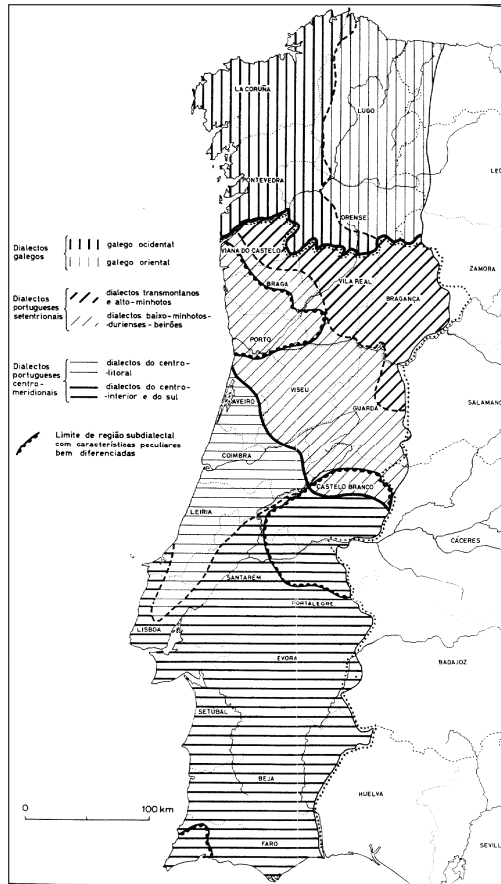 LA CORUÑA
LUGO
PONTEVEDRA
ORENSE
VIANA DO CASTELO
BRAGA
VILA REAL
BRAGANÇA
ZAMORA
PORTO
VISEU
AVEIRO
GUARDA
SALAMANC
COIMBRA
CASTELO BRANCO
LEIRIA
CÁCERES
SANTARÉM
PORTALEGRE
LISBOA
ÉVORA
BADAJOZ
SETÚBAL
BEJA
HUELVA
FARO
SEVILL
Dialectos
galegos
galego ocidental
galego oriental
Dialectos
portugueses
setentrionais
dialectos transmontanos
e alto-minhotos
dialectos baixo-minhotos-
-durienses-beirões
Dialectos
portugueses
centro-
meridionais
dialectos do centro-
-litoral
dialectos do centro-
-interior e do sul
Limite de região subdialectal
com características peculiares
bem diferenciadas
0 100 km